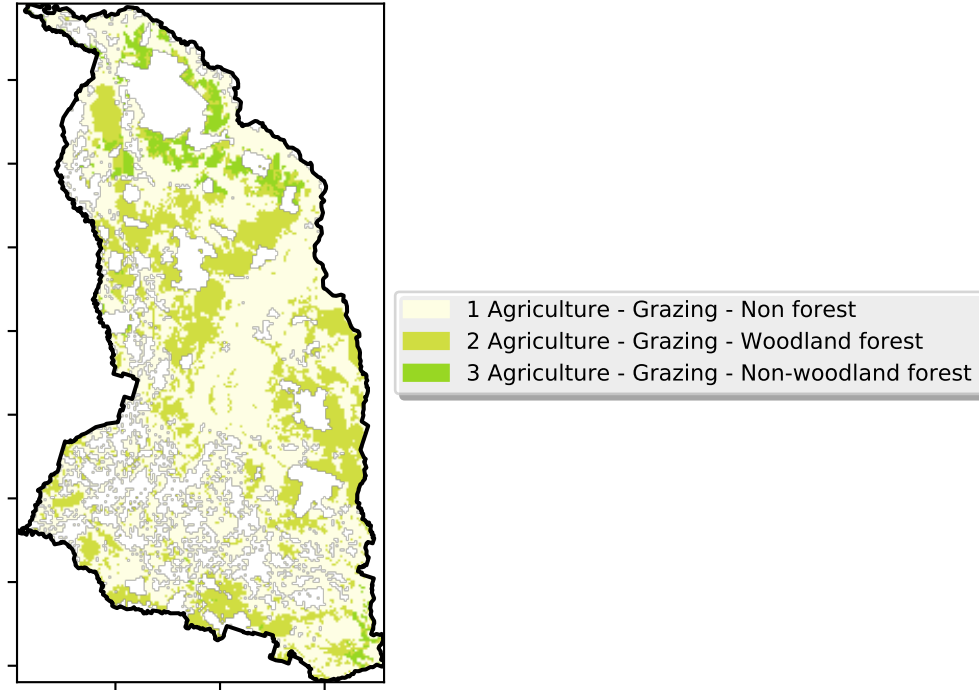 1 Agriculture - Grazing - Non forest
2 Agriculture - Grazing - Woodland forest
3 Agriculture - Grazing - Non-woodland forest